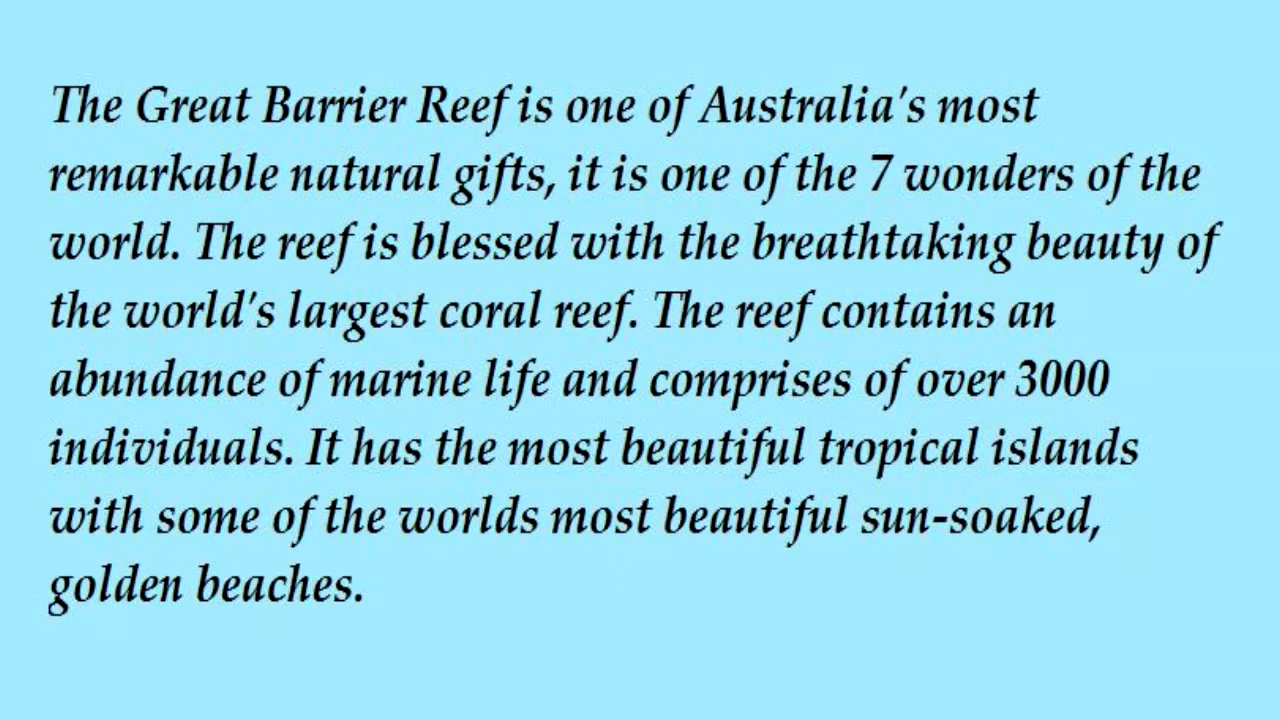 The Great Barrier Reef is one of Australia's most
remarkable natural gifts, it is one of the 7 wonders of the
world. The reef is blessed with the breathtaking beauty of
the world's largest coral reef. The reef contains an
abundance of marine life and comprises of over 3000
individuals. It has the most beautiful tropical islands
with some of the worlds most beautiful sun-soaked,
golden beaches.